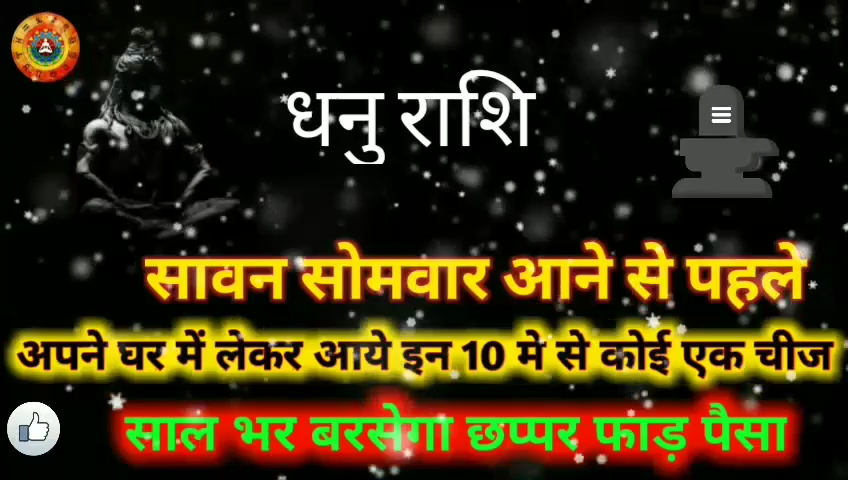 धनु राशि
सावन सोमवार आने से पहले
अपने घर में लेकर आये इन 10 मे से कोई एक चीज
साल भर बरसेगा छप्पर फाड़ पैसा